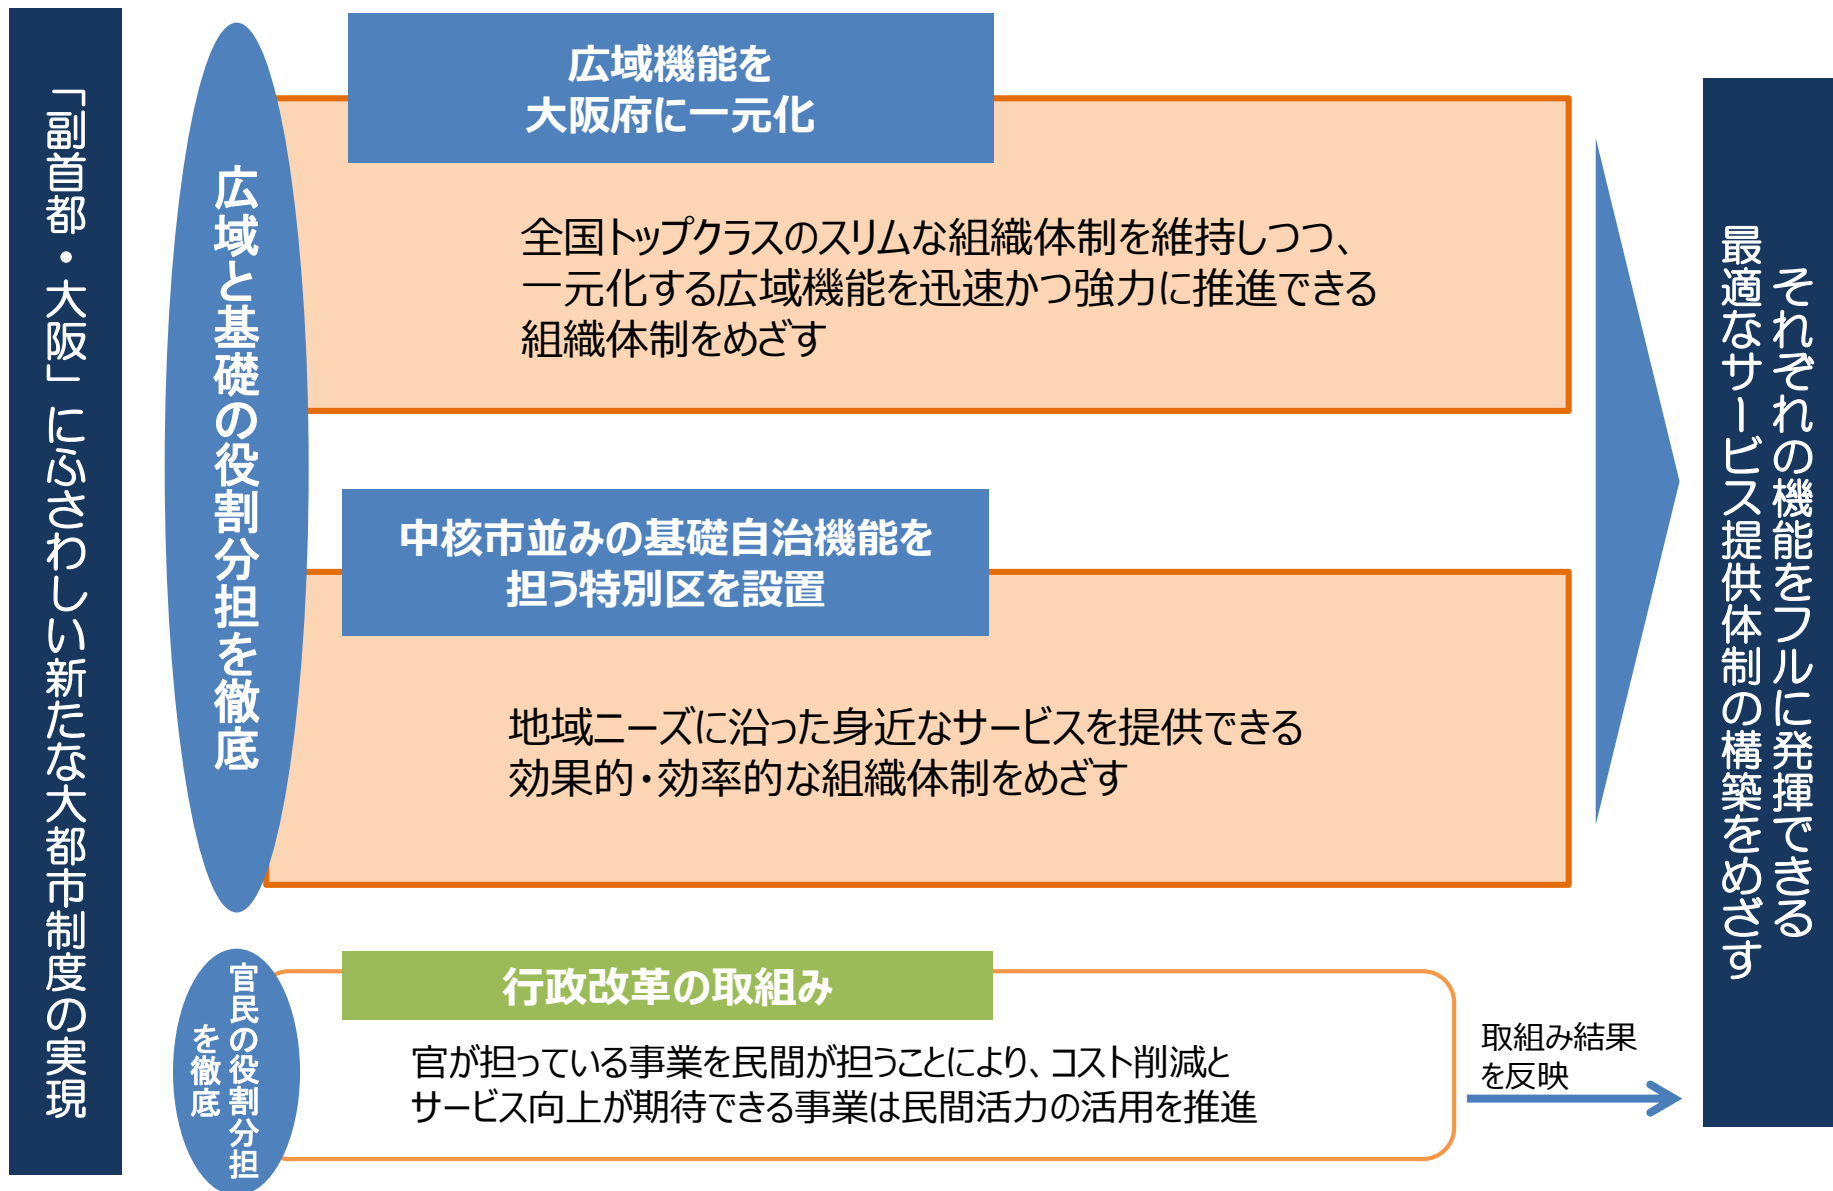 「副首都・大阪」にふさわしい新たな大都市制度の実現
広域と基礎の役割分担を徹底
広域機能を
大阪府に一元化
全国トップクラスのスリムな組織体制を維持しつつ、
一元化する広域機能を迅速かつ強力に推進できる
組織体制をめざす
中核市並みの基礎自治機能を
担う特別区を設置
地域ニーズに沿った身近なサービスを提供できる
効果的・効率的な組織体制をめざす
官民の役割分担
を徹底
行政改革の取組み
官が担っている事業を民間が担うことにより、コスト削減と
サービス向上が期待できる事業は民間活力の活用を推進
取組み結果
を反映
それぞれの機能をフルに発揮できる
最適なサービス提供体制の構築をめざす